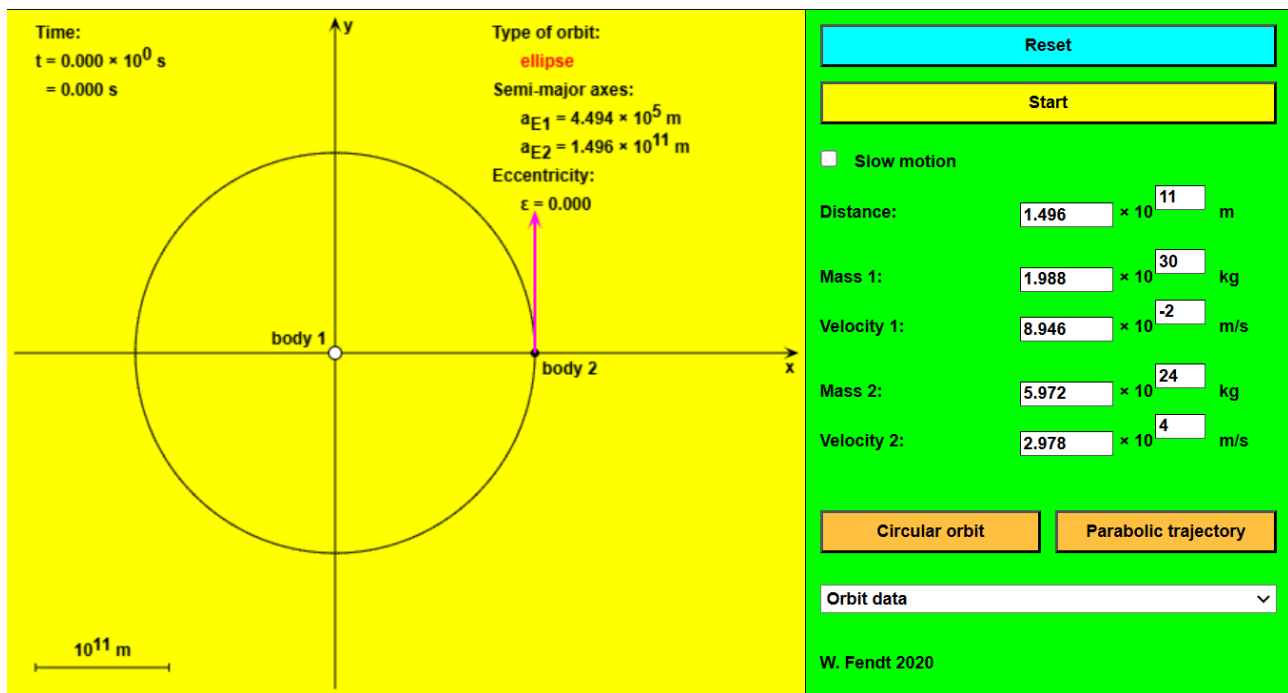 Time:
t = 0.000 × 10⁰ s
= 0.000 s
y
Type of orbit:
ellipse
Semi-major axes:
aE1 = 4.494 × 10⁵ m
aE2 = 1.496 × 10¹¹ m
Eccentricity:
ε = 0.000
body 1
body 2
x
10¹¹ m
Reset
Start
Slow motion
Distance: 1.496 × 10 11 m
Mass 1: 1.988 × 10 30 kg
Velocity 1: 8.946 × 10 -2 m/s
Mass 2: 5.972 × 10 24 kg
Velocity 2: 2.978 × 10 4 m/s
Circular orbit Parabolic trajectory
Orbit data
W. Fendt 2020